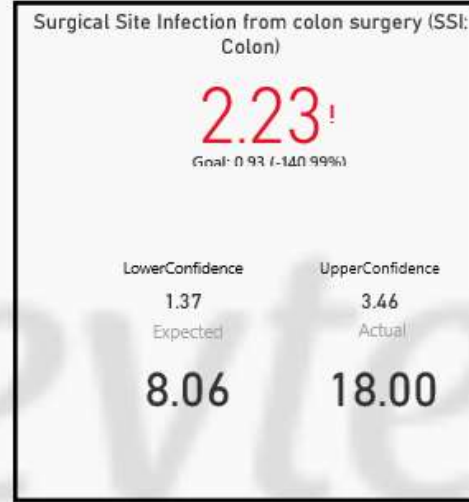 Surgical Site Infection from colon surgery (SSI:
Colon)
2.23!
Goal: 0.93 (-140.99%)
LowerConfidence UpperConfidence
1.37 3.46
Expected Actual
8.06 18.00
evte